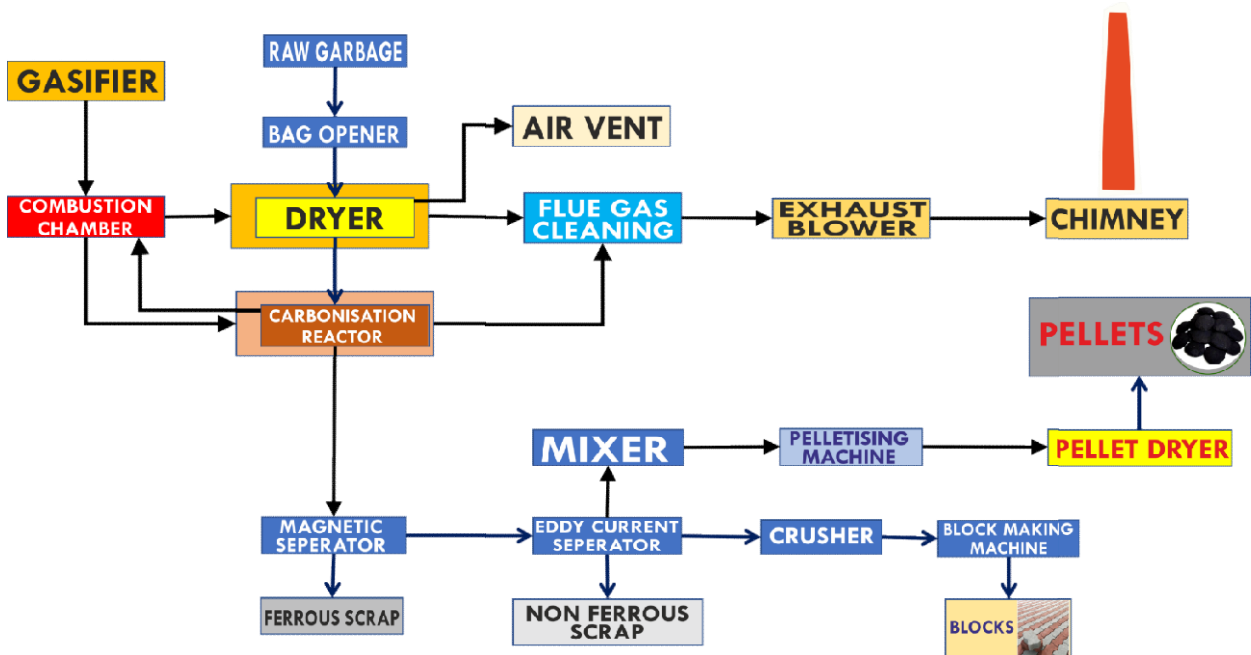 RAW GARBAGE
GASIFIER
BAG OPENER
AIR VENT
COMBUSTION
CHAMBER
DRYER
FLUE GAS
CLEANING
EXHAUST
BLOWER
CHIMNEY
CARBONISATION
REACTOR
PELLETS
MIXER
PELLETISING
MACHINE
PELLET DRYER
MAGNETIC
SEPERATOR
EDDY CURRENT
SEPERATOR
CRUSHER
BLOCK MAKING
MACHINE
FERROUS SCRAP
NON FERROUS
SCRAP
BLOCKS